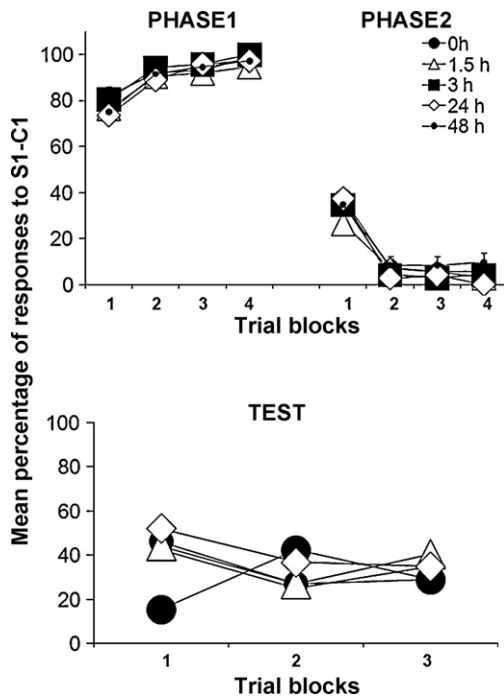 PHASE1 PHASE2
0h
1.5 h
3 h
24 h
48 h
100
80
60
40
20
0
1 2 3 4 1 2 3 4
Trial blocks Trial blocks
Mean percentage of responses to S1-C1
TEST
100
80
60
40
20
0
1 2 3
Trial blocks